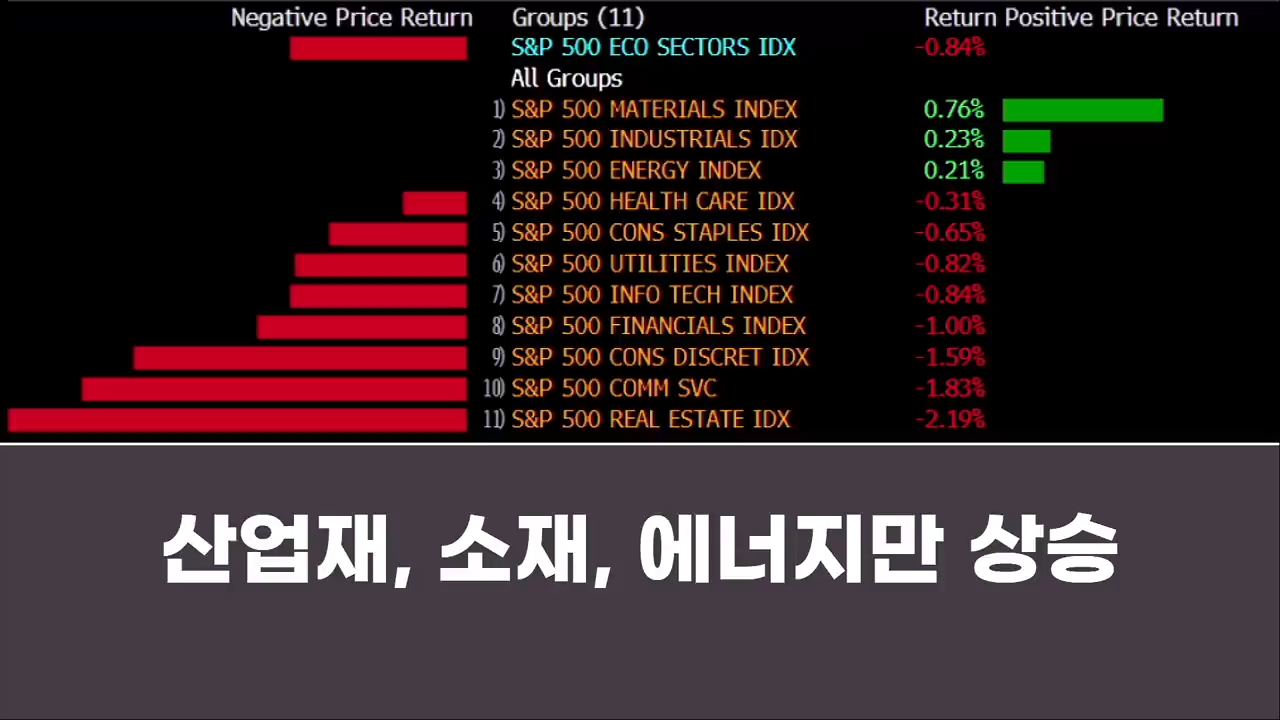 Negative Price Return Groups (11) Return Positive Price Return
S&P 500 ECO SECTORS IDX -0.84%
All Groups
1) S&P 500 MATERIALS INDEX 0.76%
2) S&P 500 INDUSTRIALS IDX 0.23%
3) S&P 500 ENERGY INDEX 0.21%
4) S&P 500 HEALTH CARE IDX -0.31%
5) S&P 500 CONS STAPLES IDX -0.65%
6) S&P 500 UTILITIES INDEX -0.82%
7) S&P 500 INFO TECH INDEX -0.84%
8) S&P 500 FINANCIALS INDEX -1.00%
9) S&P 500 CONS DISCRET IDX -1.59%
10) S&P 500 COMM SVC -1.83%
11) S&P 500 REAL ESTATE IDX -2.19%
산업재, 소재, 에너지만 상승